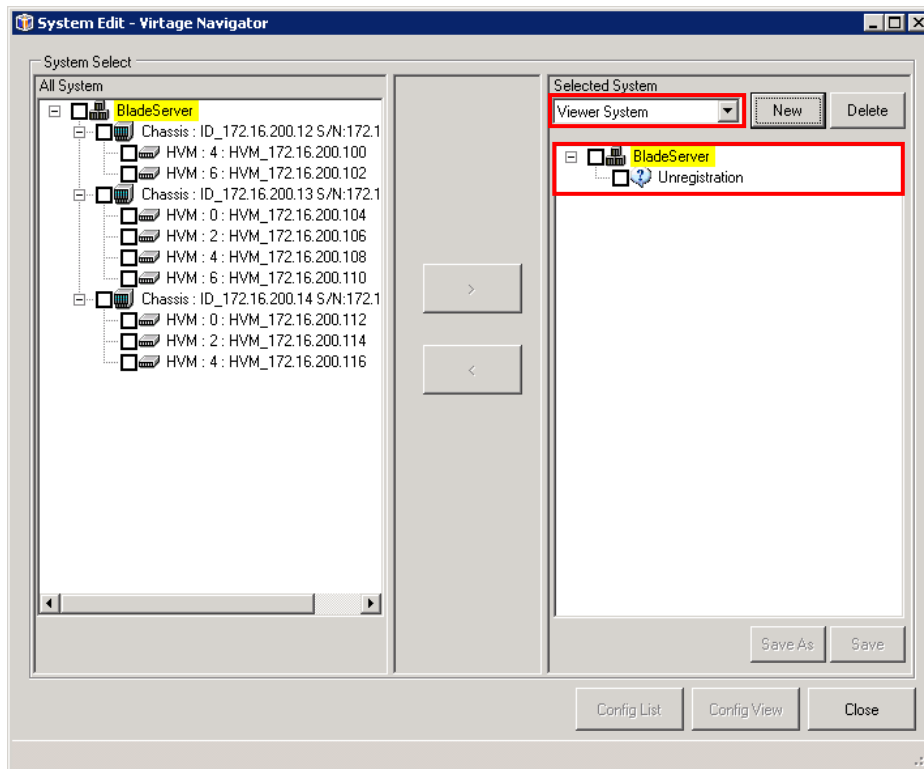 System Edit - Virtage Navigator
System Select
All System
BladeServer
Chassis : ID_172.16.200.12 S/N:172.1
HVM : 4 : HVM_172.16.200.100
HVM : 6 : HVM_172.16.200.102
Chassis : ID_172.16.200.13 S/N:172.1
HVM : 0 : HVM_172.16.200.104
HVM : 2 : HVM_172.16.200.106
HVM : 4 : HVM_172.16.200.108
HVM : 6 : HVM_172.16.200.110
Chassis : ID_172.16.200.14 S/N:172.1
HVM : 0 : HVM_172.16.200.112
HVM : 2 : HVM_172.16.200.114
HVM : 4 : HVM_172.16.200.116
>
<
Selected System
Viewer System New Delete
BladeServer
Unregistration
Save As Save
Config List Config View Close